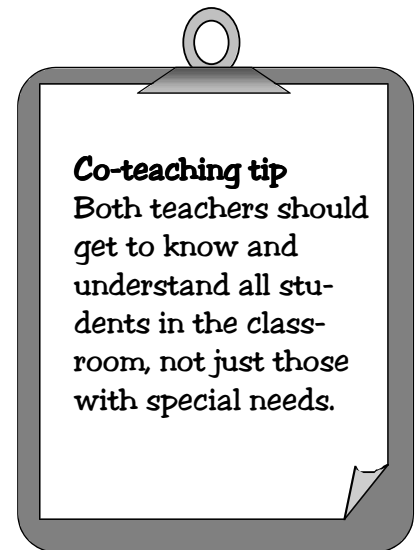 Co-teaching tip
Both teachers should
get to know and
understand all stu-
dents in the class-
room, not just those
with special needs.